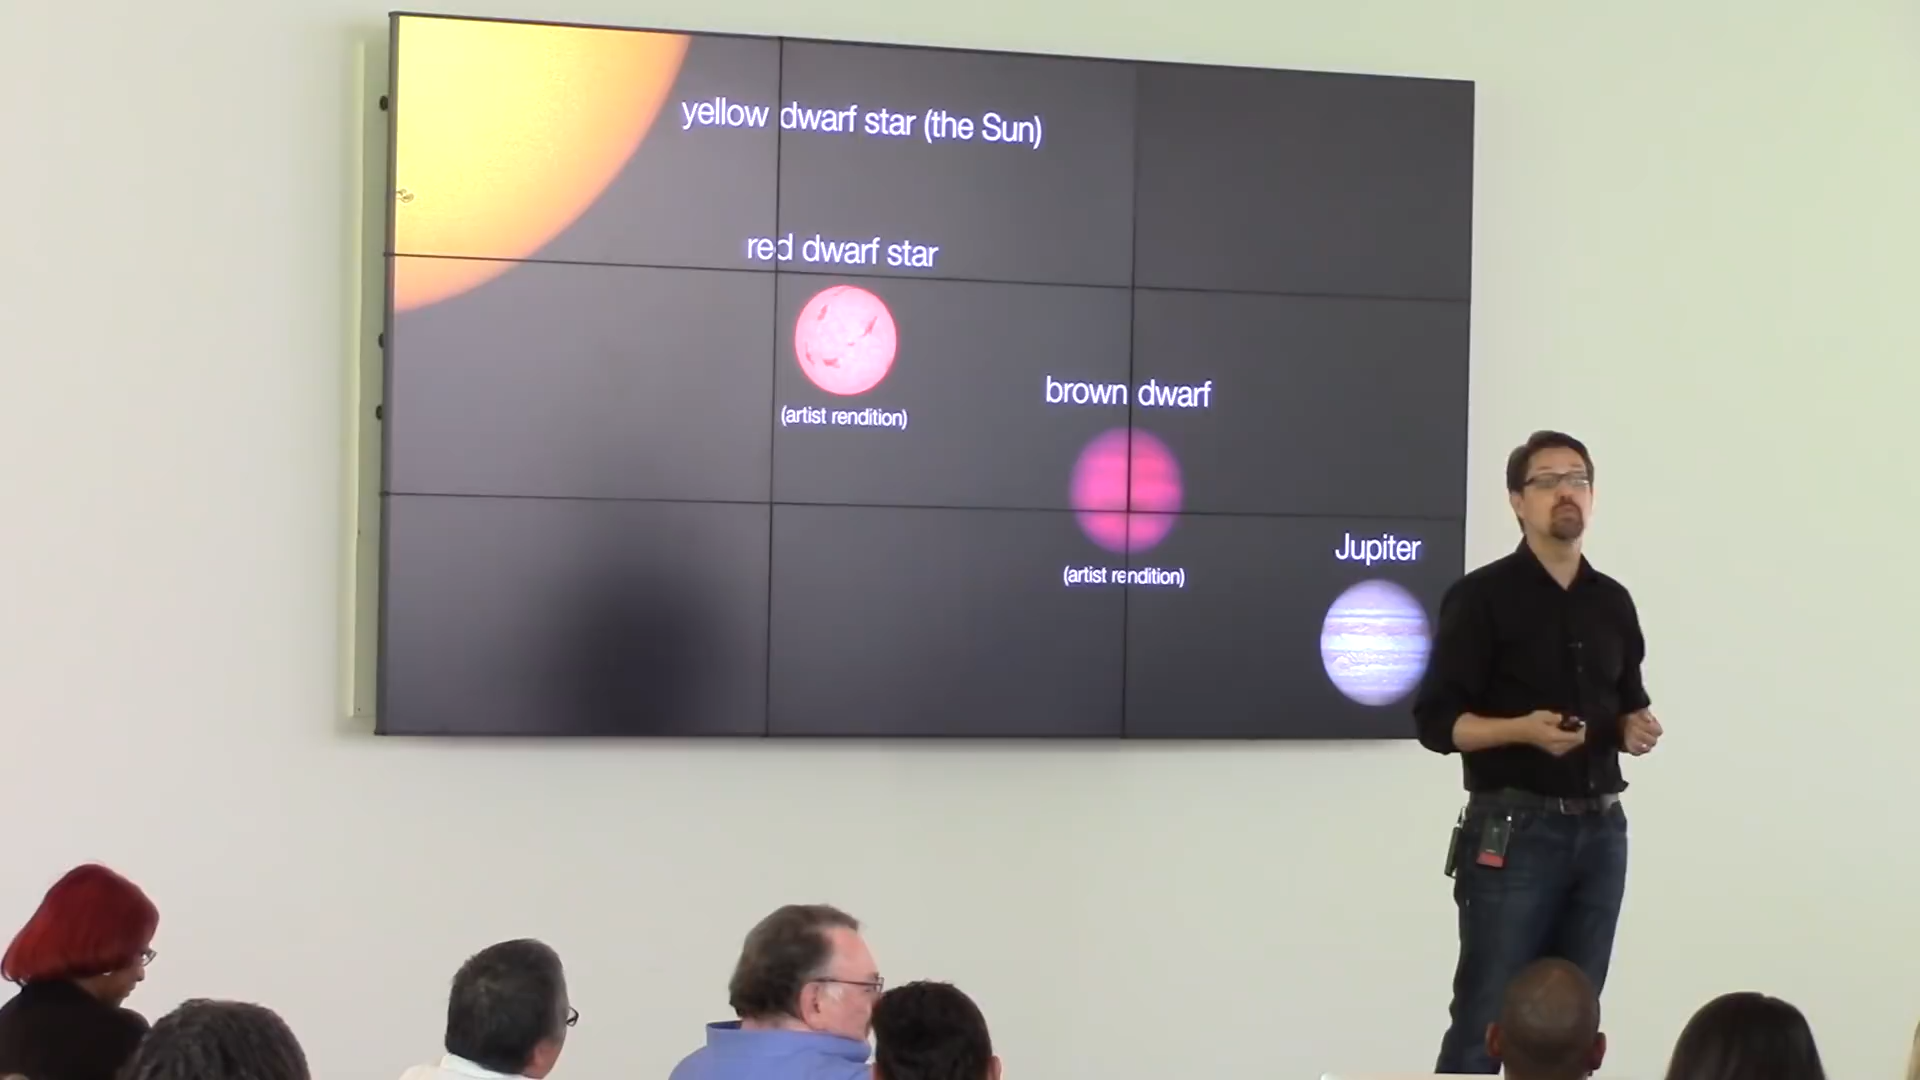 yellow dwarf star (the Sun)
red dwarf star
(artist rendition)
brown dwarf
(artist rendition)
Jupiter